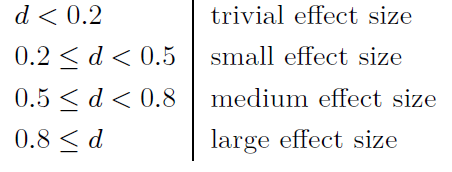 d < 0.2 trivial effect size
0.2 ≤ d < 0.5 small effect size
0.5 ≤ d < 0.8 medium effect size
0.8 ≤ d large effect size